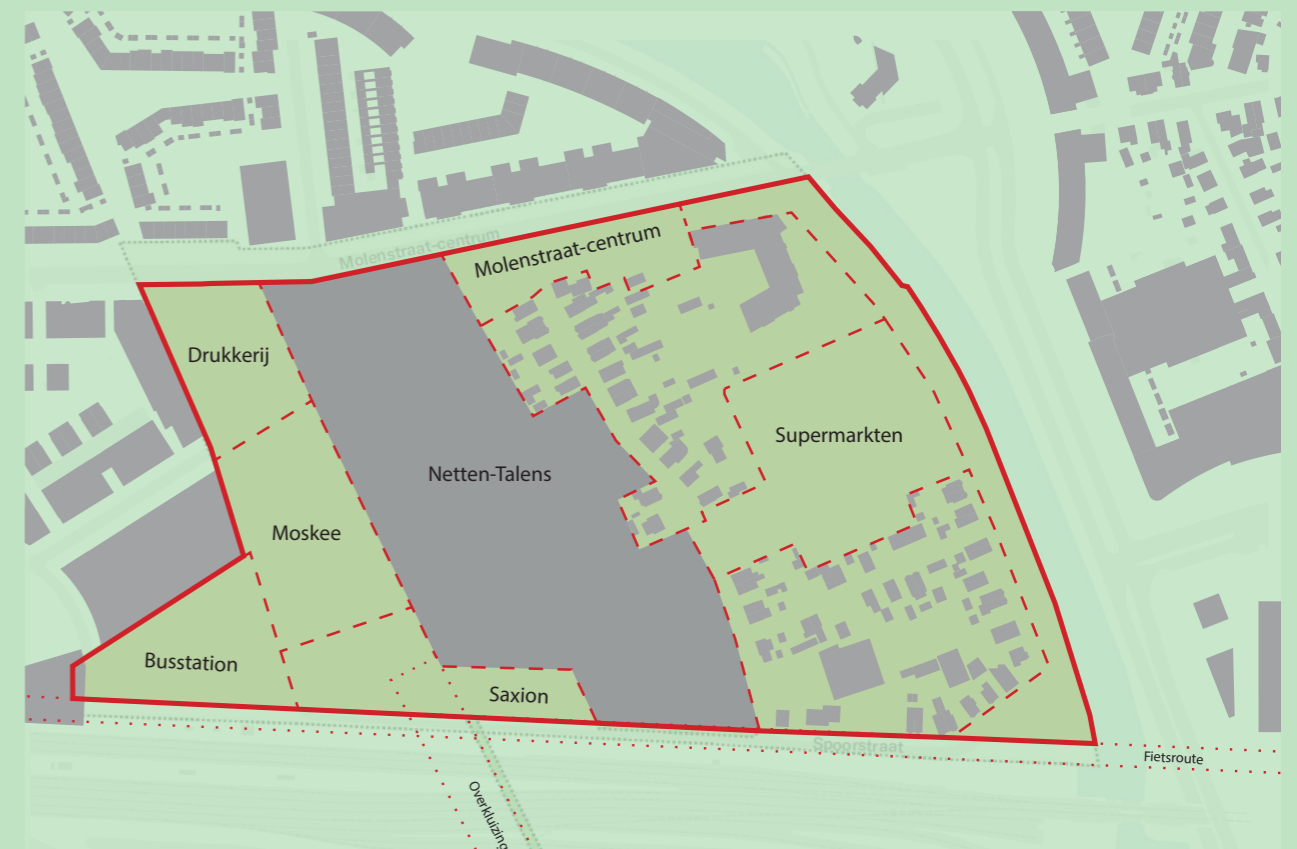 Molenstraat-centrum
Molenstraat-centrum
Drukkerij
Supermarkten
Netten-Talens
Moskee
Busstation
Saxion
Spoorstraat
Fietsroute
Overkluizing